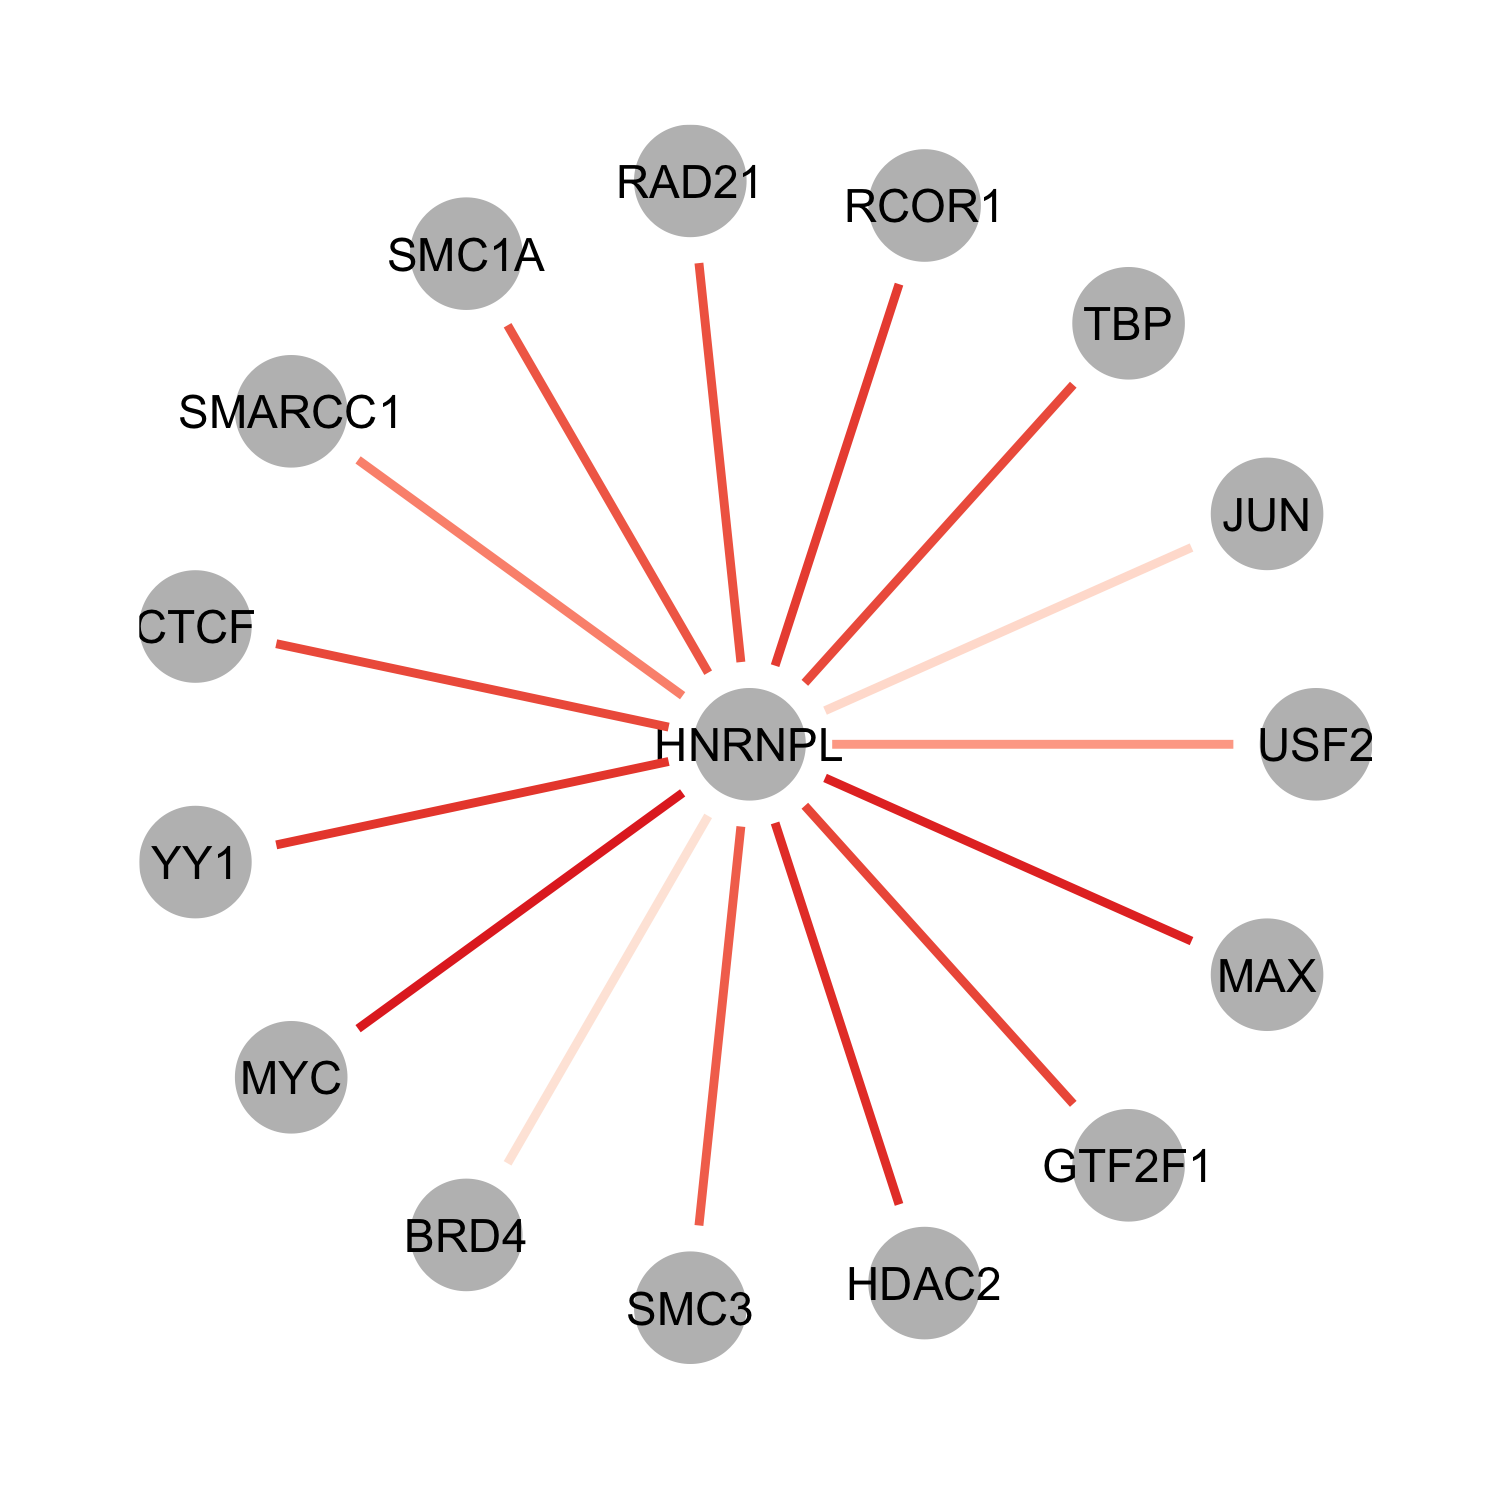 RAD21
RCOR1
SMC1A
TBP
SMARCC1
JUN
CTCF
HNRNPL
USF2
YY1
MAX
MYC
GTF2F1
BRD4
HDAC2
SMC3